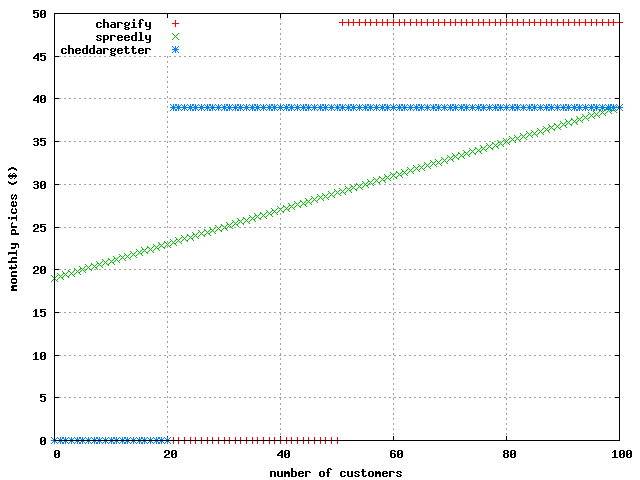 50
chargify
spreedly
cheddargetter
45
40
35
30
25
20
15
10
5
0
monthly prices ($)
0 20 40 60 80 100
number of customers